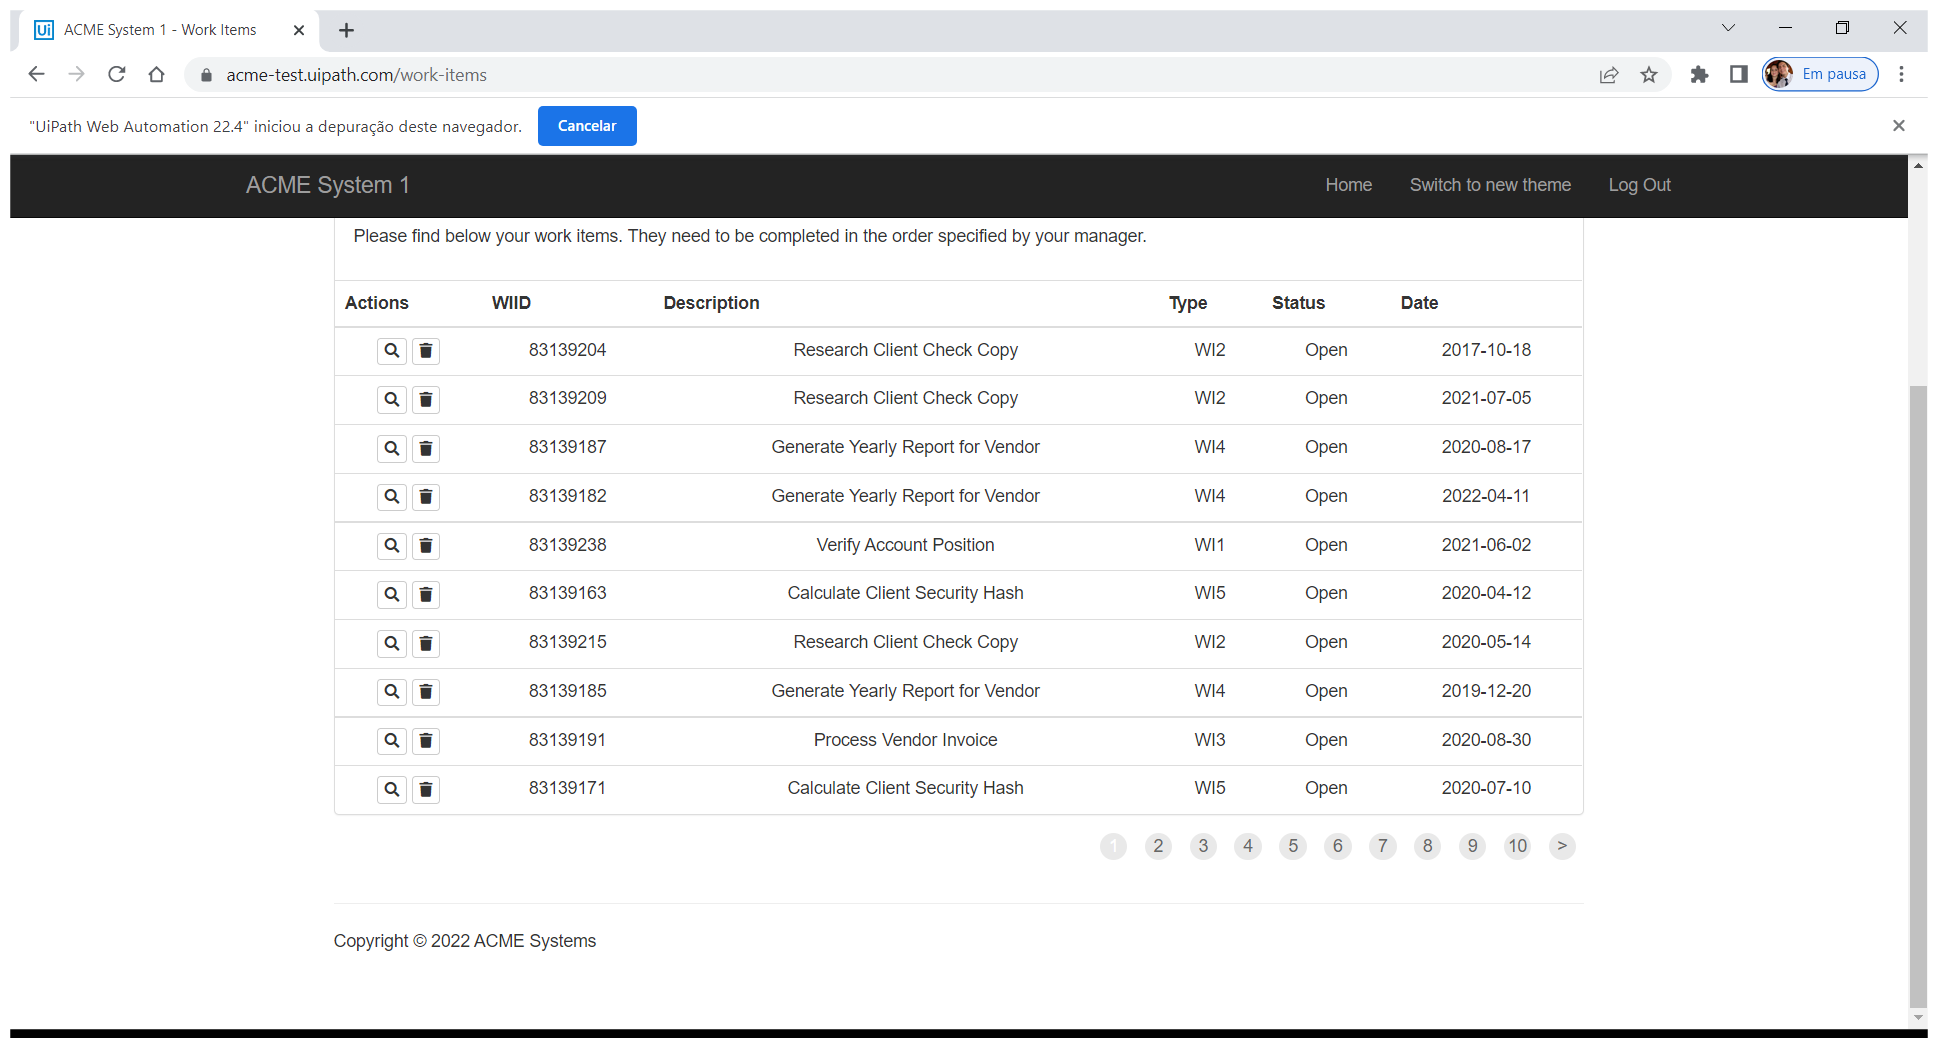 Ui ACME System 1 - Work Items
acme-test.uipath.com/work-items
Em pausa
"UiPath Web Automation 22.4" iniciou a depuração deste navegador. Cancelar
ACME System 1 Home Switch to new theme Log Out
Please find below your work items. They need to be completed in the order specified by your manager.
Actions WIID Description Type Status Date
83139204 Research Client Check Copy WI2 Open 2017-10-18
83139209 Research Client Check Copy WI2 Open 2021-07-05
83139187 Generate Yearly Report for Vendor WI4 Open 2020-08-17
83139182 Generate Yearly Report for Vendor WI4 Open 2022-04-11
83139238 Verify Account Position WI1 Open 2021-06-02
83139163 Calculate Client Security Hash WI5 Open 2020-04-12
83139215 Research Client Check Copy WI2 Open 2020-05-14
83139185 Generate Yearly Report for Vendor WI4 Open 2019-12-20
83139191 Process Vendor Invoice WI3 Open 2020-08-30
83139171 Calculate Client Security Hash WI5 Open 2020-07-10
1 2 3 4 5 6 7 8 9 10 >
Copyright © 2022 ACME Systems